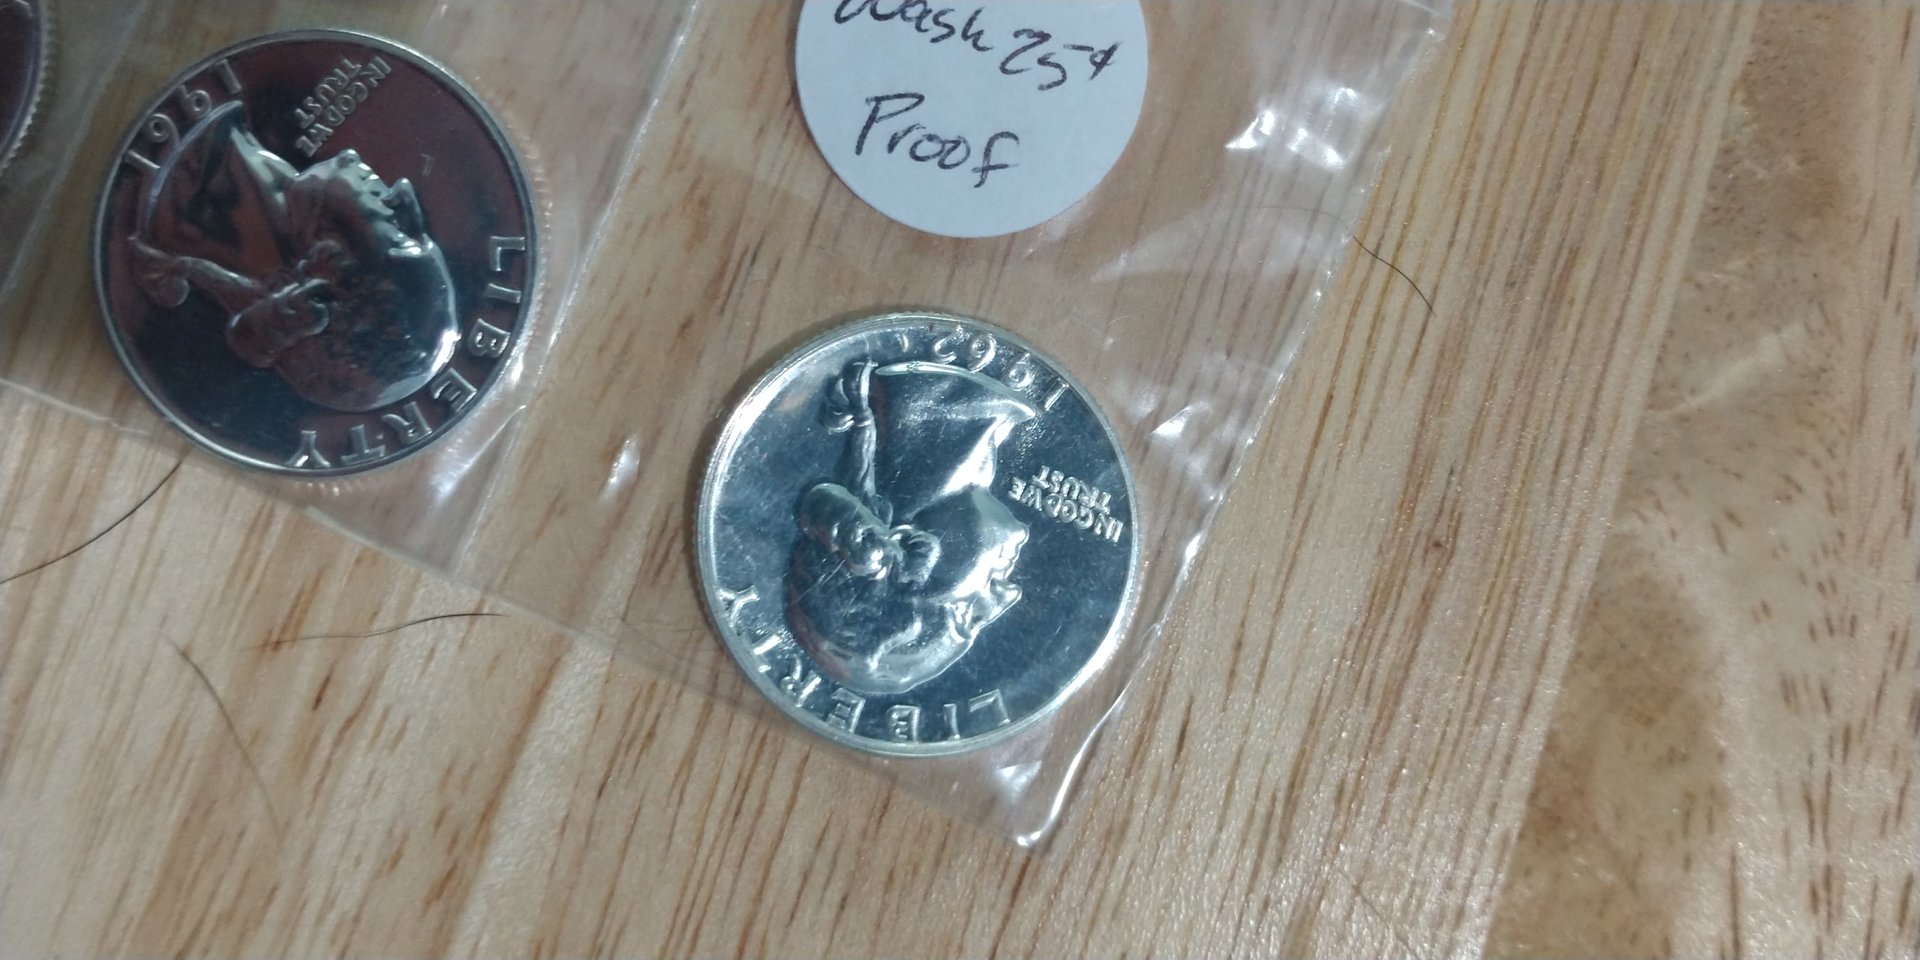 Wash 25¢
Proof
1961
IN GOD WE
TRUST
LIBERTY
1962
IN GOD WE
TRUST
LIBERTY